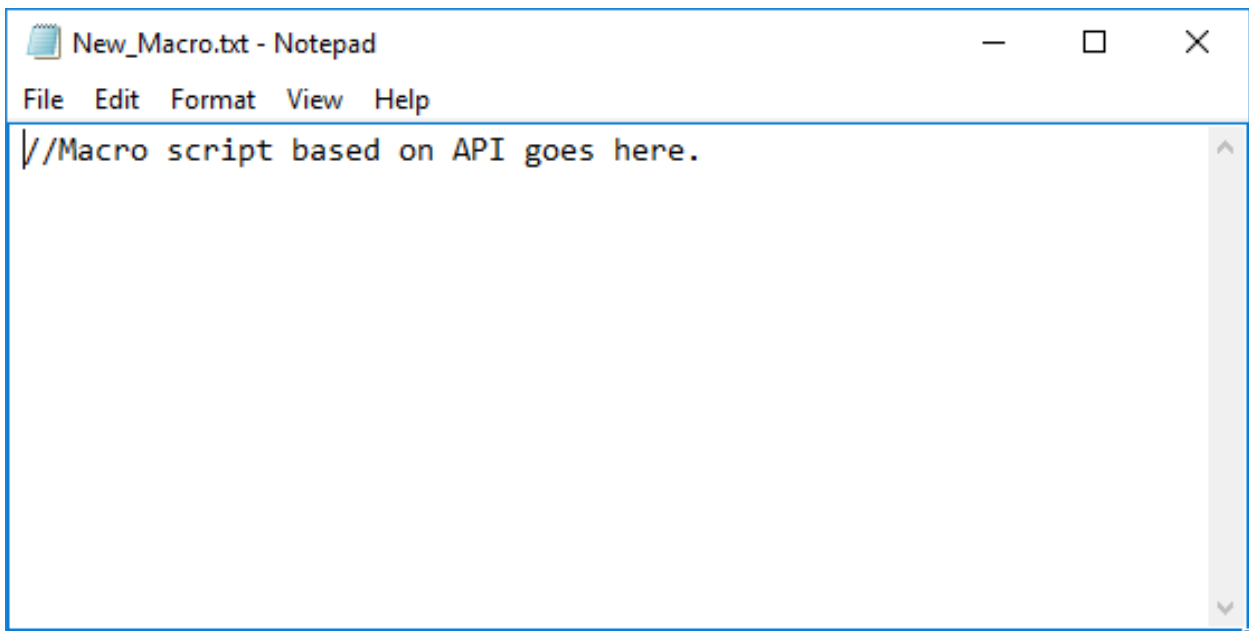 New_Macro.txt - Notepad
File Edit Format View Help
//Macro script based on API goes here.